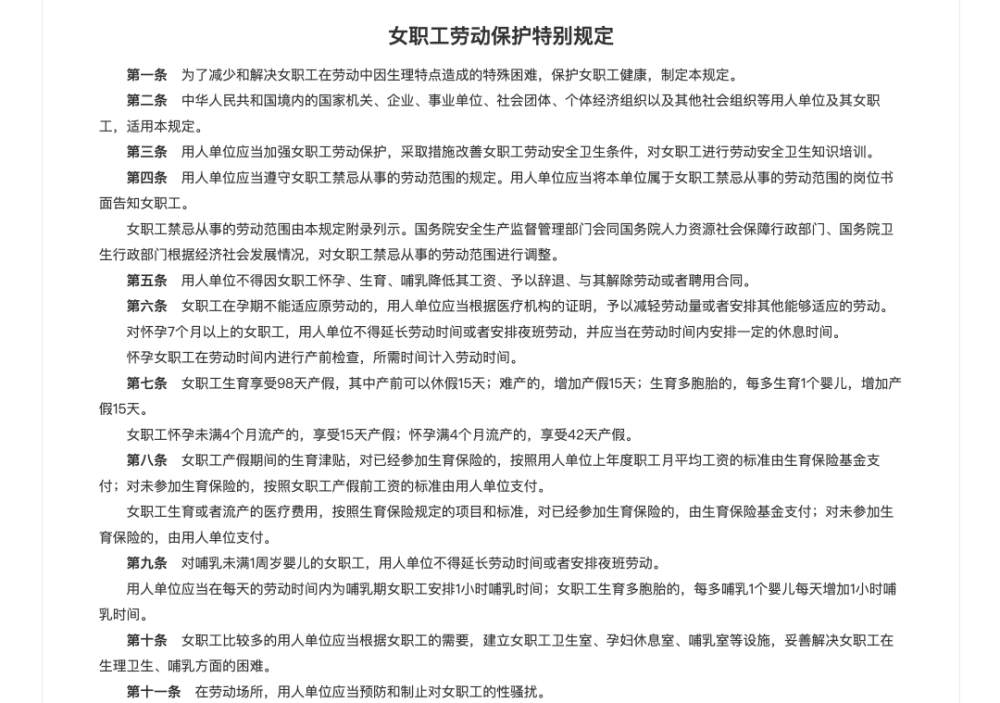 女职工劳动保护特别规定
第一条　为了减少和解决女职工在劳动中因生理特点造成的特殊困难，保护女职工健康，制定本规定。
第二条　中华人民共和国境内的国家机关、企业、事业单位、社会团体、个体经济组织以及其他社会组织等用人单位及其女职
工，适用本规定。
第三条　用人单位应当加强女职工劳动保护，采取措施改善女职工劳动安全卫生条件，对女职工进行劳动安全卫生知识培训。
第四条　用人单位应当遵守女职工禁忌从事的劳动范围的规定。用人单位应当将本单位属于女职工禁忌从事的劳动范围的岗位书
面告知女职工。
女职工禁忌从事的劳动范围由本规定附录列示。国务院安全生产监督管理部门会同国务院人力资源社会保障行政部门、国务院卫
生行政部门根据经济社会发展情况，对女职工禁忌从事的劳动范围进行调整。
第五条　用人单位不得因女职工怀孕、生育、哺乳降低其工资、予以辞退、与其解除劳动或者聘用合同。
第六条　女职工在孕期不能适应原劳动的，用人单位应当根据医疗机构的证明，予以减轻劳动量或者安排其他能够适应的劳动。
对怀孕7个月以上的女职工，用人单位不得延长劳动时间或者安排夜班劳动，并应当在劳动时间内安排一定的休息时间。
怀孕女职工在劳动时间内进行产前检查，所需时间计入劳动时间。
第七条　女职工生育享受98天产假，其中产前可以休假15天；难产的，增加产假15天；生育多胞胎的，每多生育1个婴儿，增加产
假15天。
女职工怀孕未满4个月流产的，享受15天产假；怀孕满4个月流产的，享受42天产假。
第八条　女职工产假期间的生育津贴，对已经参加生育保险的，按照用人单位上年度职工月平均工资的标准由生育保险基金支
付；对未参加生育保险的，按照女职工产假前工资的标准由用人单位支付。
女职工生育或者流产的医疗费用，按照生育保险规定的项目和标准，对已经参加生育保险的，由生育保险基金支付；对未参加生
育保险的，由用人单位支付。
第九条　对哺乳未满1周岁婴儿的女职工，用人单位不得延长劳动时间或者安排夜班劳动。
用人单位应当在每天的劳动时间内为哺乳期女职工安排1小时哺乳时间；女职工生育多胞胎的，每多哺乳1个婴儿每天增加1小时哺
乳时间。
第十条　女职工比较多的用人单位应当根据女职工的需要，建立女职工卫生室、孕妇休息室、哺乳室等设施，妥善解决女职工在
生理卫生、哺乳方面的困难。
第十一条　在劳动场所，用人单位应当预防和制止对女职工的性骚扰。